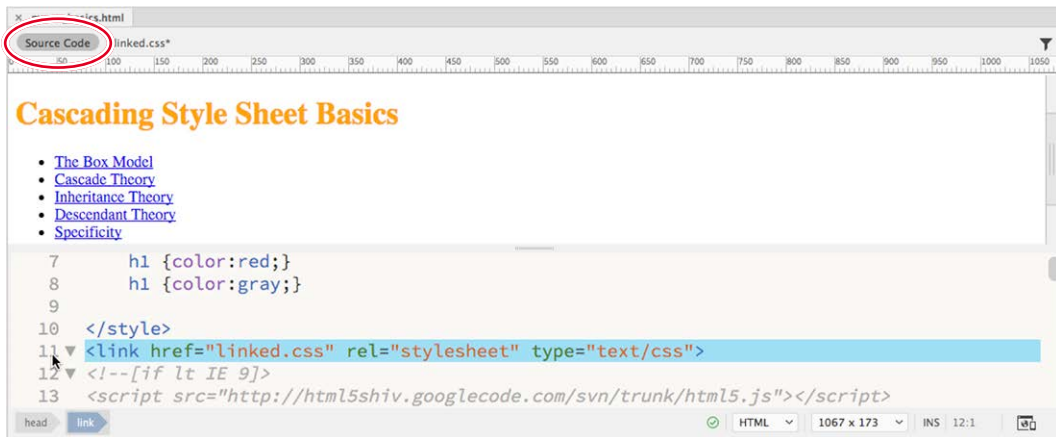 basics.html
Source Code linked.css*
0 50 100 150 200 250 300 350 400 450 500 550 600 650 700 750 800 850 900 950 1000 1050
Cascading Style Sheet Basics
• The Box Model
• Cascade Theory
• Inheritance Theory
• Descendant Theory
• Specificity
7 h1 {color:red;}
8 h1 {color:gray;}
9
10 </style>
11 <link href="linked.css" rel="stylesheet" type="text/css">
12 <!--[if lt IE 9]>
13 <script src="http://html5shiv.googlecode.com/svn/trunk/html5.js"></script>
head link HTML 1067 x 173 INS 12:1